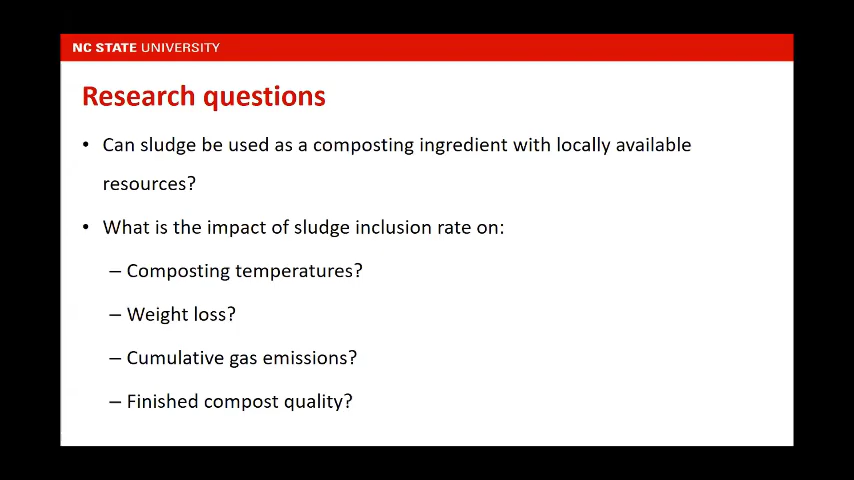 NC STATE UNIVERSITY
Research questions
• Can sludge be used as a composting ingredient with locally available
resources?
• What is the impact of sludge inclusion rate on:
– Composting temperatures?
– Weight loss?
– Cumulative gas emissions?
– Finished compost quality?